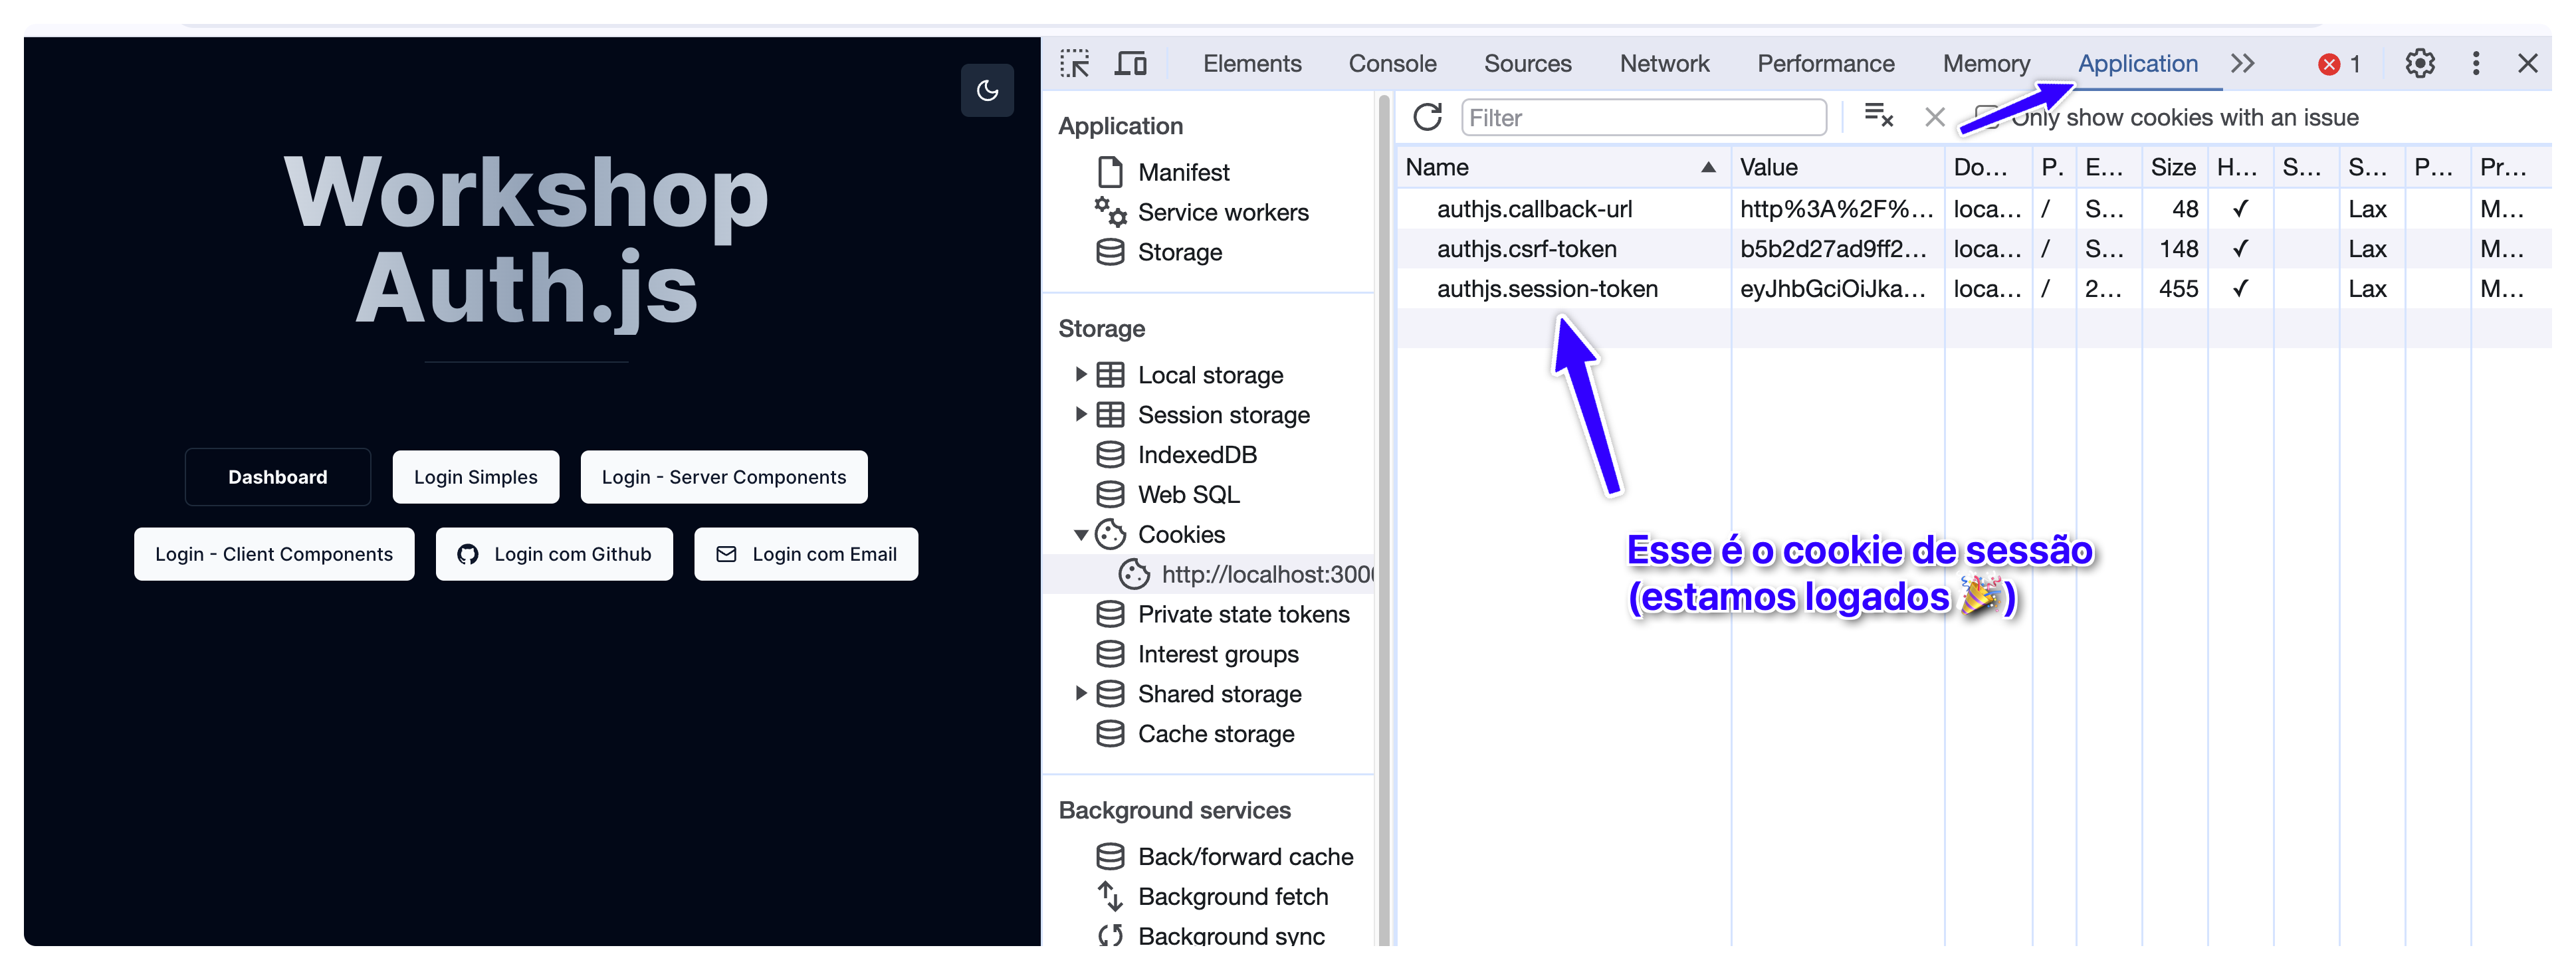 Workshop
Auth.js
Dashboard
Login Simples
Login - Server Components
Login - Client Components
Login com Github
Login com Email
Elements
Console
Sources
Network
Performance
Memory
Application
1
Application
Manifest
Service workers
Storage
Storage
Local storage
Session storage
IndexedDB
Web SQL
Cookies
http://localhost:300
Private state tokens
Interest groups
Shared storage
Cache storage
Background services
Back/forward cache
Background fetch
Background sync
Filter
Only show cookies with an issue
Name Value Do... P. E... Size H... S... S... P... Pr...
authjs.callback-url http%3A%2F%... loca... / S... 48 ✓ Lax M...
authjs.csrf-token b5b2d27ad9ff2... loca... / S... 148 ✓ Lax M...
authjs.session-token eyJhbGciOiJka... loca... / 2... 455 ✓ Lax M...
Esse é o cookie de sessão
(estamos logados 🎉)